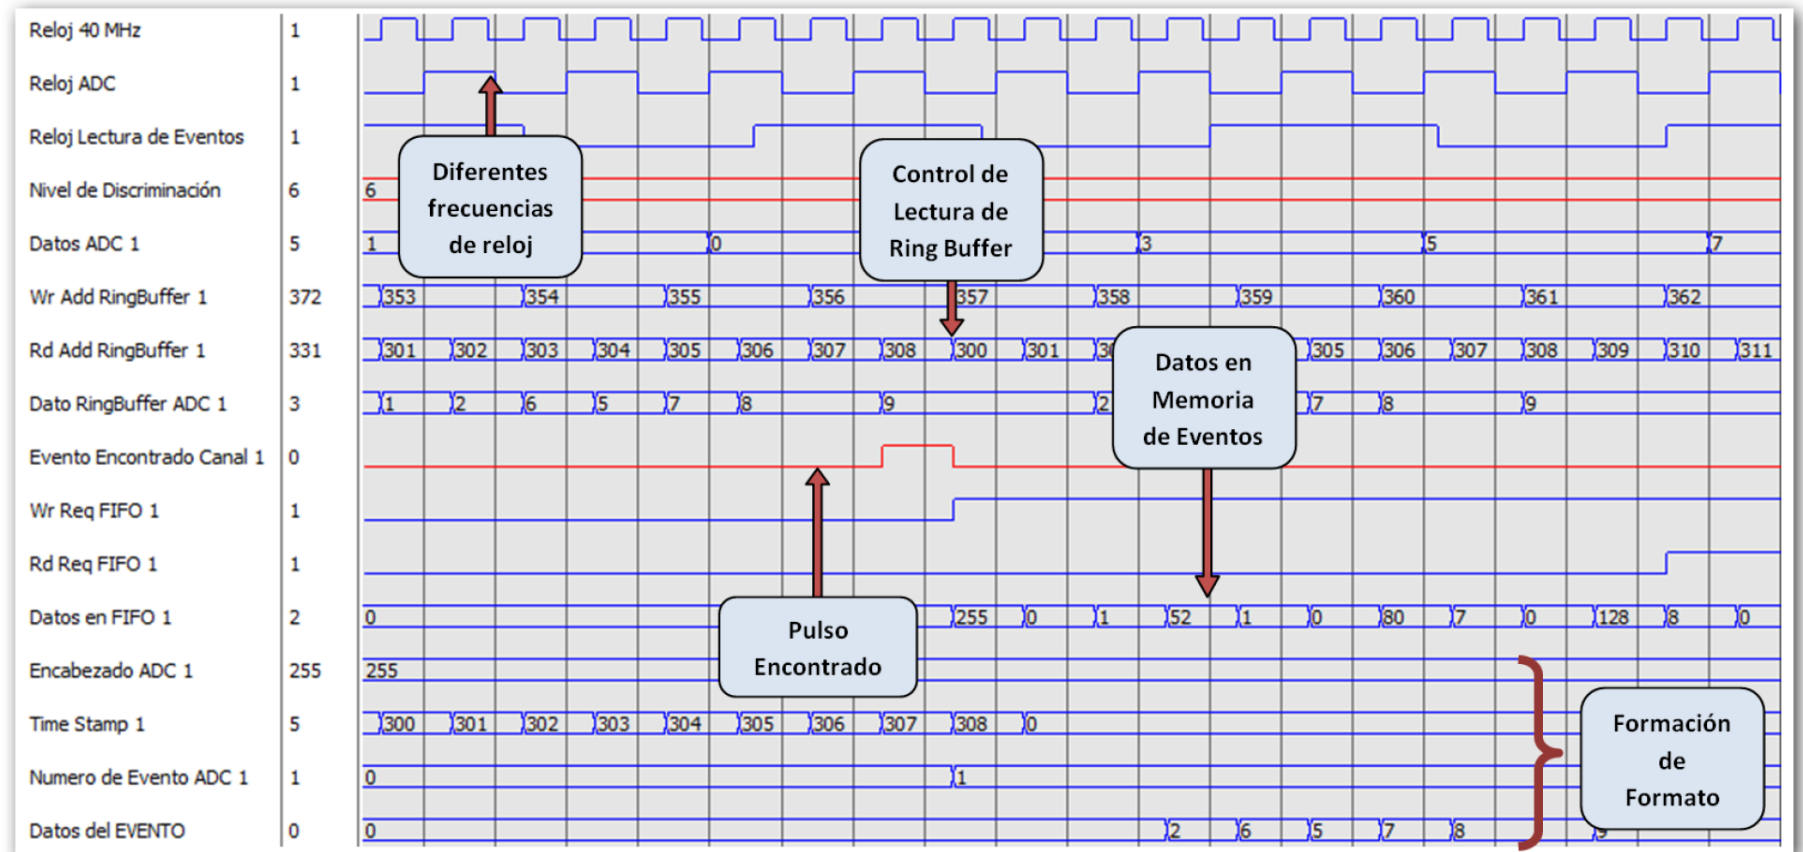 Reloj 40 MHz 1
Reloj ADC 1
Reloj Lectura de Eventos 1
Diferentes
frecuencias
de reloj
Control de
Lectura de
Ring Buffer
Nivel de Discriminación 6 6
Datos ADC 1 5 1 0 3 5 7
Wr Add RingBuffer 1 372 353 354 355 356 357 358 359 360 361 362
Rd Add RingBuffer 1 331 301 302 303 304 305 306 307 308 300 301 305 306 307 308 309 310 311
Datos en
Memoria
de Eventos
Dato RingBuffer ADC 1 3 1 2 6 5 7 8 9 2 7 8 9
Evento Encontrado Canal 1 0
Wr Req FIFO 1 1
Rd Req FIFO 1 1
Datos en FIFO 1 2 0 255 0 1 52 1 0 80 7 0 128 8 0
Pulso
Encontrado
Encabezado ADC 1 255 255
Time Stamp 1 5 300 301 302 303 304 305 306 307 308 0
Formación
de
Formato
Numero de Evento ADC 1 1 0 1
Datos del EVENTO 0 0 2 6 5 7 8 9